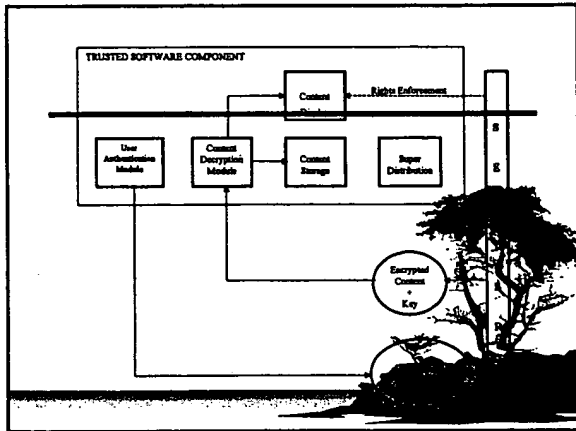 TRUSTED SOFTWARE COMPONENT
Content
Rights Enforcement
User
Authentication
Module
Content
Decryption
Module
Content
Storage
Super
Distribution
S
E
Encrypted
Content
+
Key